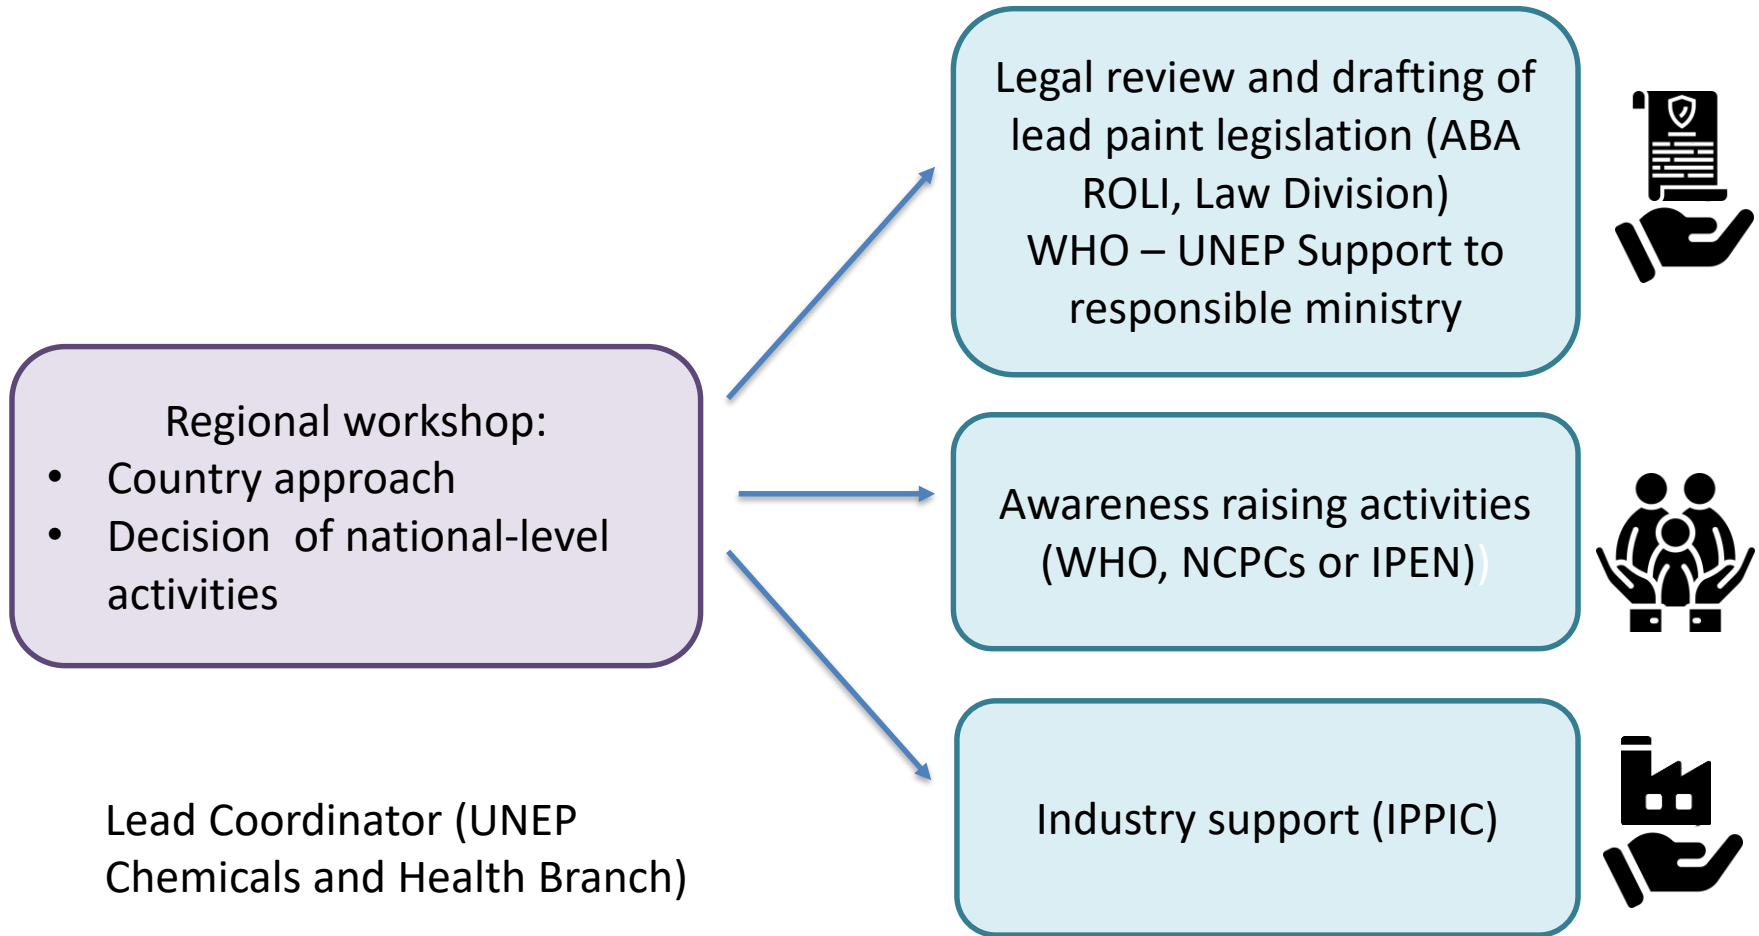 Regional workshop:
• Country approach
• Decision of national-level
activities
Lead Coordinator (UNEP
Chemicals and Health Branch)
Legal review and drafting of
lead paint legislation (ABA
ROLI, Law Division)
WHO – UNEP Support to
responsible ministry
Awareness raising activities
(WHO, NCPCs or IPEN))
Industry support (IPPIC)